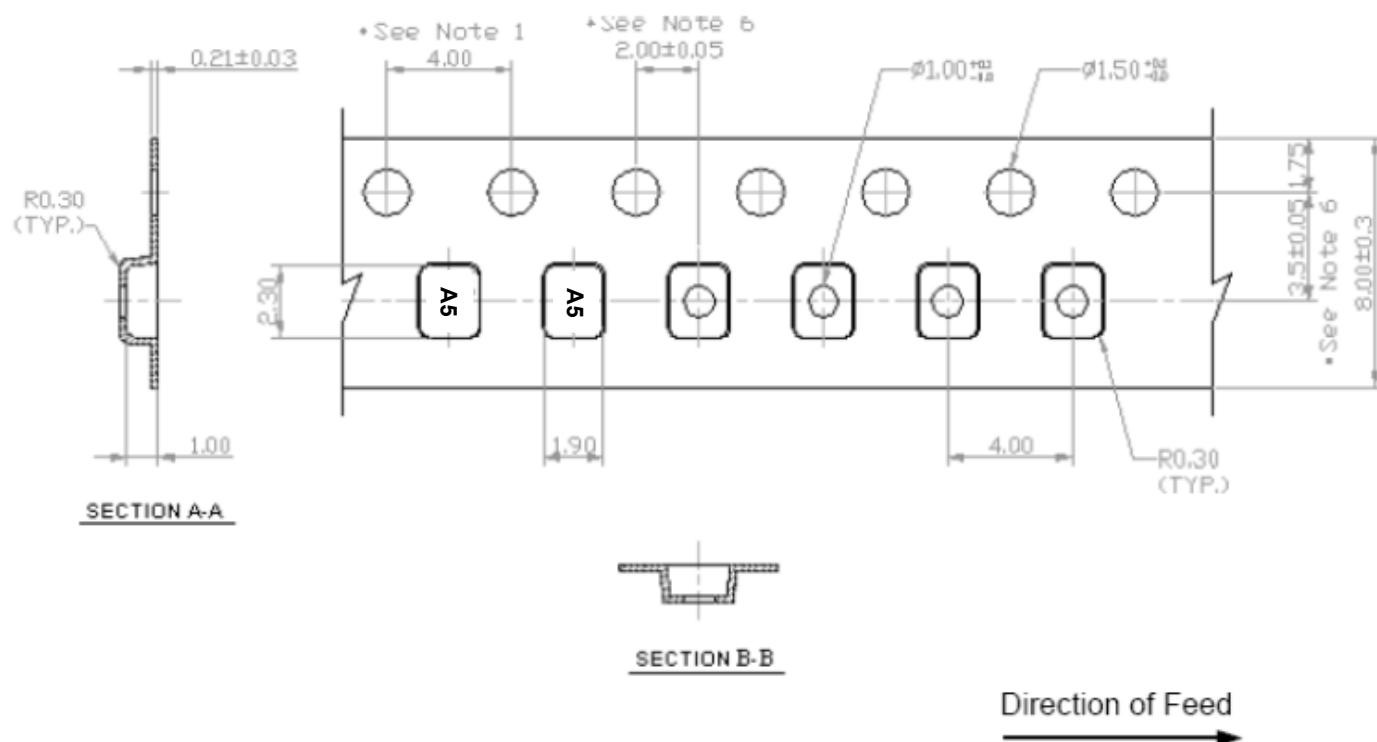 *See Note 1
*See Note 6
0.21±0.03
4.00
2.00±0.05
Ø1.00
Ø1.50
R0.30
(TYP.)
1.75
3.5±0.05
*See Note 6
8.00±0.3
2.30
A5
A5
1.00
1.90
4.00
R0.30
(TYP.)
SECTION A-A
SECTION B-B
Direction of Feed